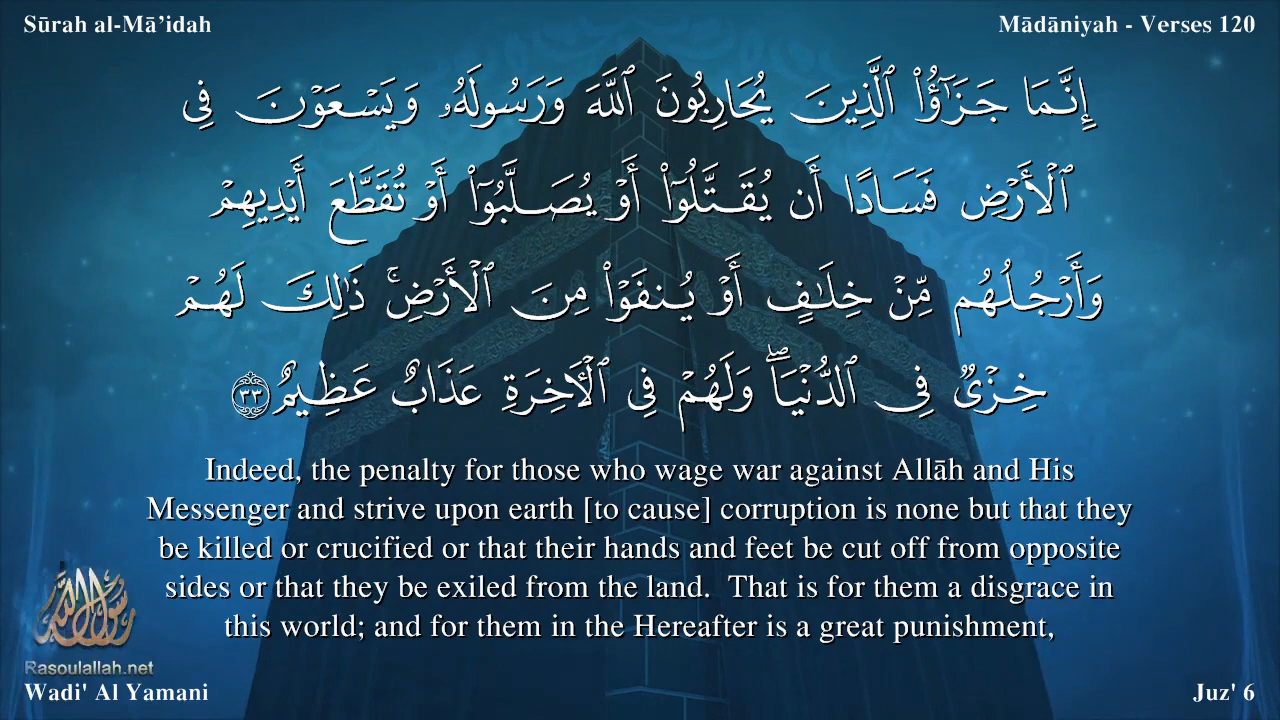 Sūrah al-Mā’idah
Mādāniyah - Verses 120
إِنَّمَا جَزَٰٓؤُا۟ ٱلَّذِينَ يُحَارِبُونَ ٱللَّهَ وَرَسُولَهُۥ وَيَسْعَوْنَ فِى
ٱلْأَرْضِ فَسَادًا أَن يُقَتَّلُوٓا۟ أَوْ يُصَلَّبُوٓا۟ أَوْ تُقَطَّعَ أَيْدِيهِمْ
وَأَرْجُلُهُم مِّنْ خِلَٰفٍ أَوْ يُنفَوْا۟ مِنَ ٱلْأَرْضِ ۚ ذَٰلِكَ لَهُمْ
خِزْىٌ فِى ٱلدُّنْيَا ۖ وَلَهُمْ فِى ٱلْءَاخِرَةِ عَذَابٌ عَظِيمٌ ٣٣
Indeed, the penalty for those who wage war against Allāh and His
Messenger and strive upon earth [to cause] corruption is none but that they
be killed or crucified or that their hands and feet be cut off from opposite
sides or that they be exiled from the land.  That is for them a disgrace in
this world; and for them in the Hereafter is a great punishment,
رسول الله
Rasoulallah.net
Wadi' Al Yamani
Juz' 6